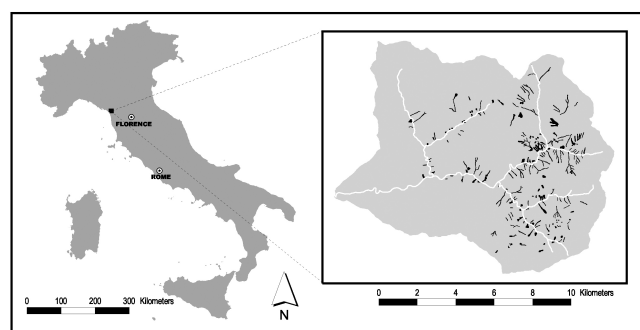 FLORENCE
ROME
0 100 200 300 Kilometers
N
0 2 4 6 8 10 Kilometers